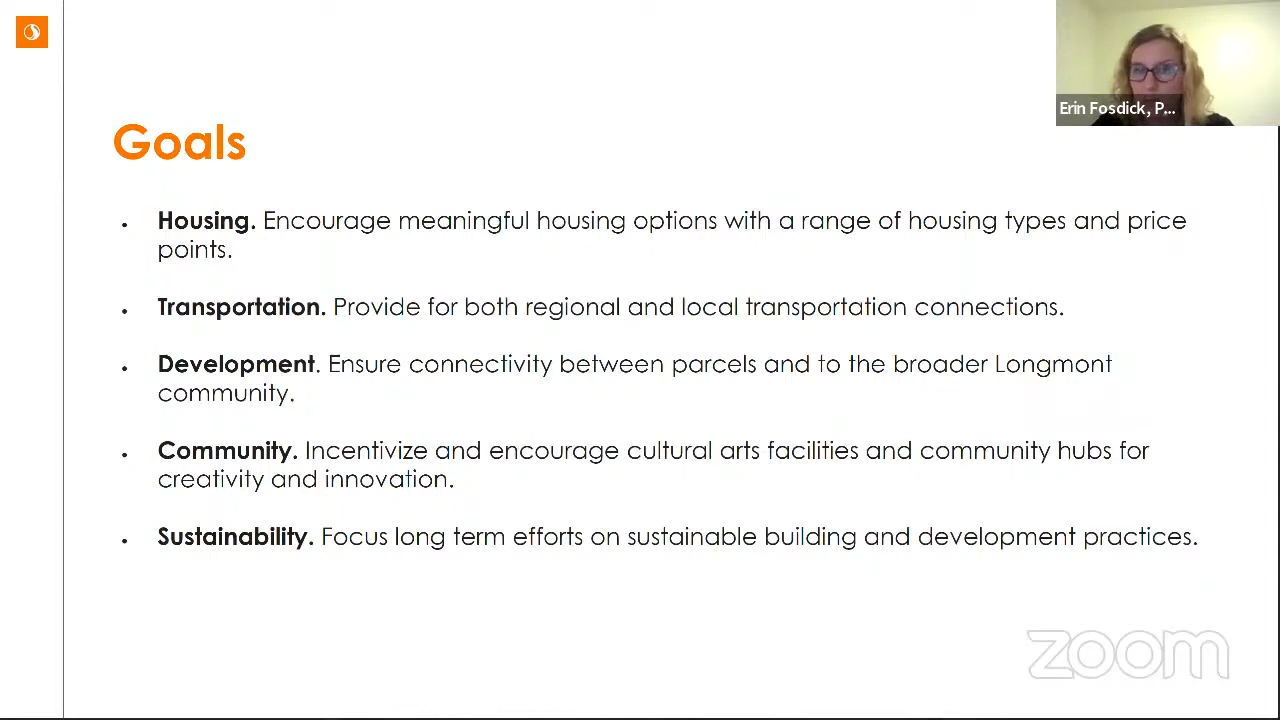 Erin Fosdick, P...
Goals
• Housing. Encourage meaningful housing options with a range of housing types and price
points.
• Transportation. Provide for both regional and local transportation connections.
• Development. Ensure connectivity between parcels and to the broader Longmont
community.
• Community. Incentivize and encourage cultural arts facilities and community hubs for
creativity and innovation.
• Sustainability. Focus long term efforts on sustainable building and development practices.
zoom